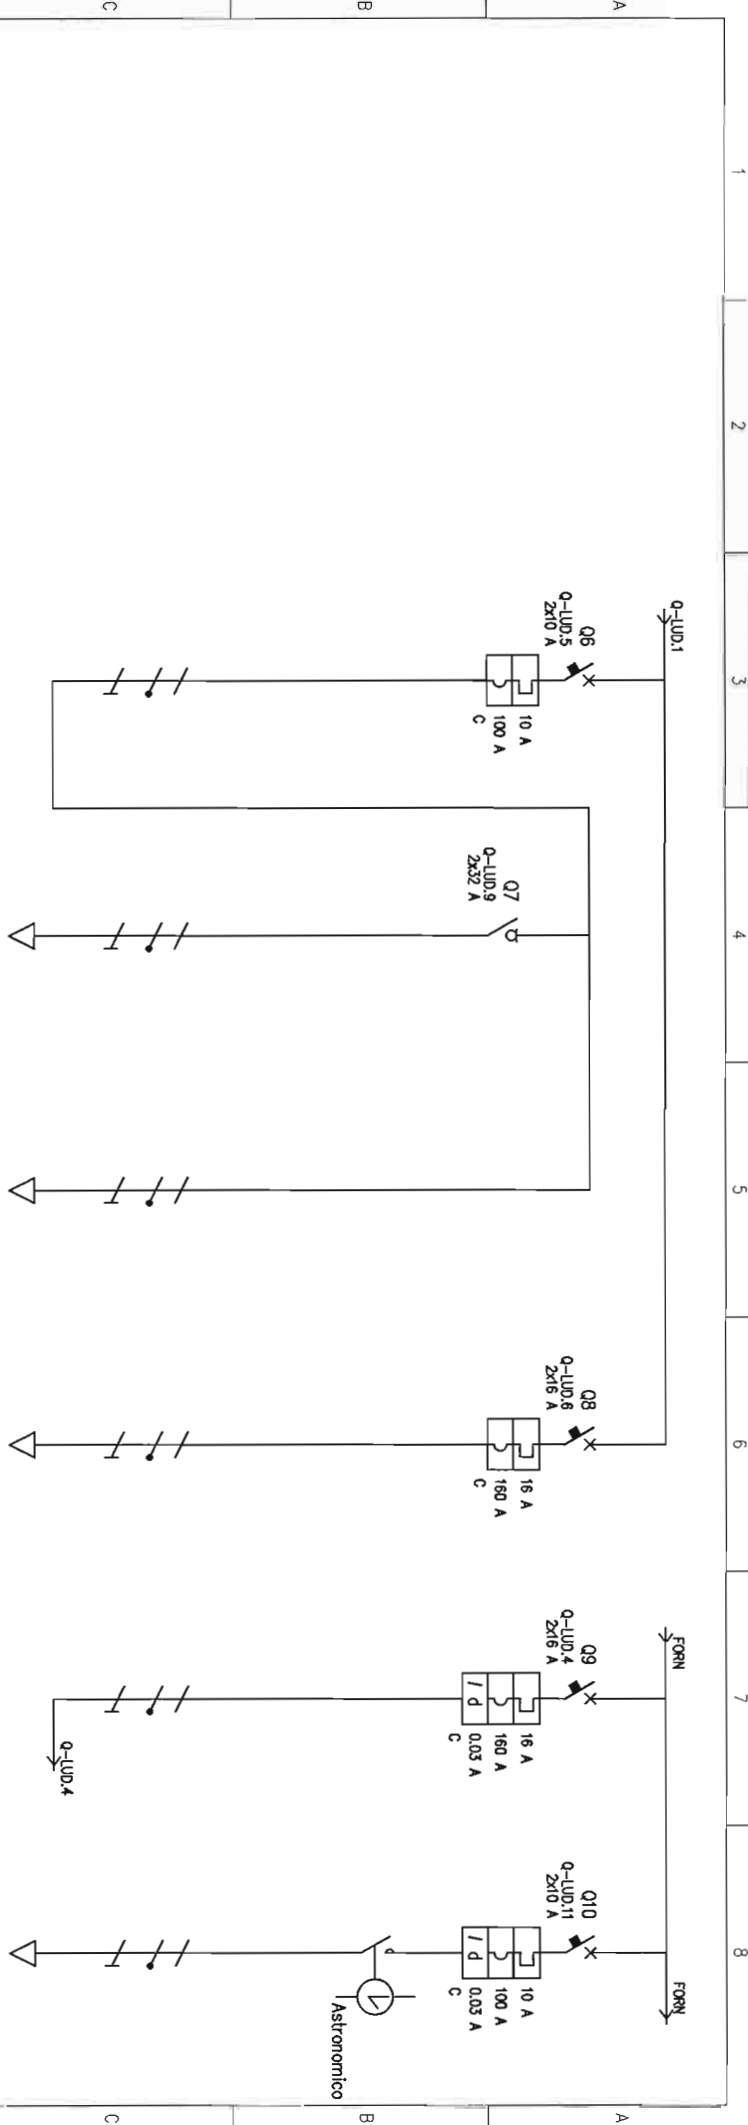 1
2
3
4
5
6
7
8
A
B
C
Q-LUD.1
Q6
Q-LUD.5
2x10 A
10 A
100 A
C
Q7
Q-LUD.9
2x32 A
Q8
Q-LUD.6
2x16 A
16 A
160 A
C
FORN
Q9
Q-LUD.4
2x16 A
16 A
160 A
I d
0.03 A
C
Q-LUD.4
FORN
Q10
Q-LUD.11
2x10 A
10 A
100 A
I d
0.03 A
C
Astronomico
A
B
C